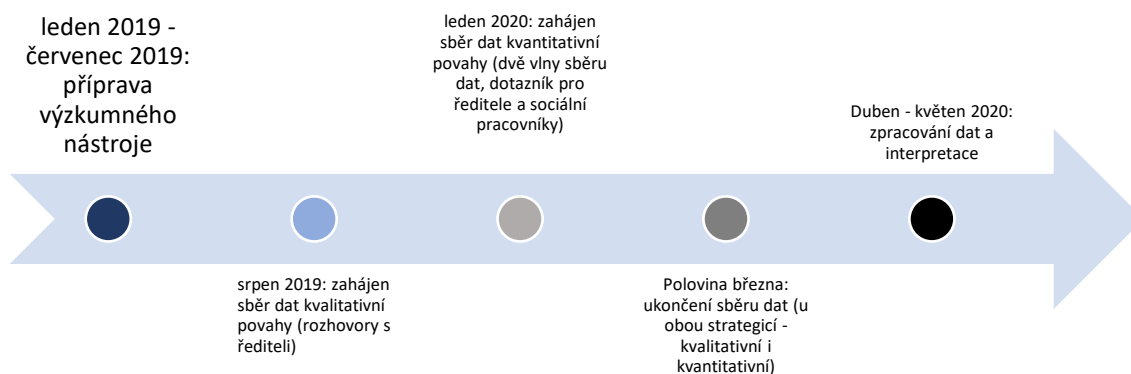 leden 2019 -
červenec 2019:
příprava
výzkumného
nástroje
srpen 2019: zahájen
sběr dat kvalitativní
povahy (rozhovory s
řediteli)
leden 2020: zahájen
sběr dat kvantitativní
povahy (dvě vlny sběru
dat, dotazník pro
ředitele a sociální
pracovníky)
Polovina března:
ukončení sběru dat (u
obou strategicí -
kvalitativní i
kvantitativní)
Duben - květen 2020:
zpracování dat a
interpretace